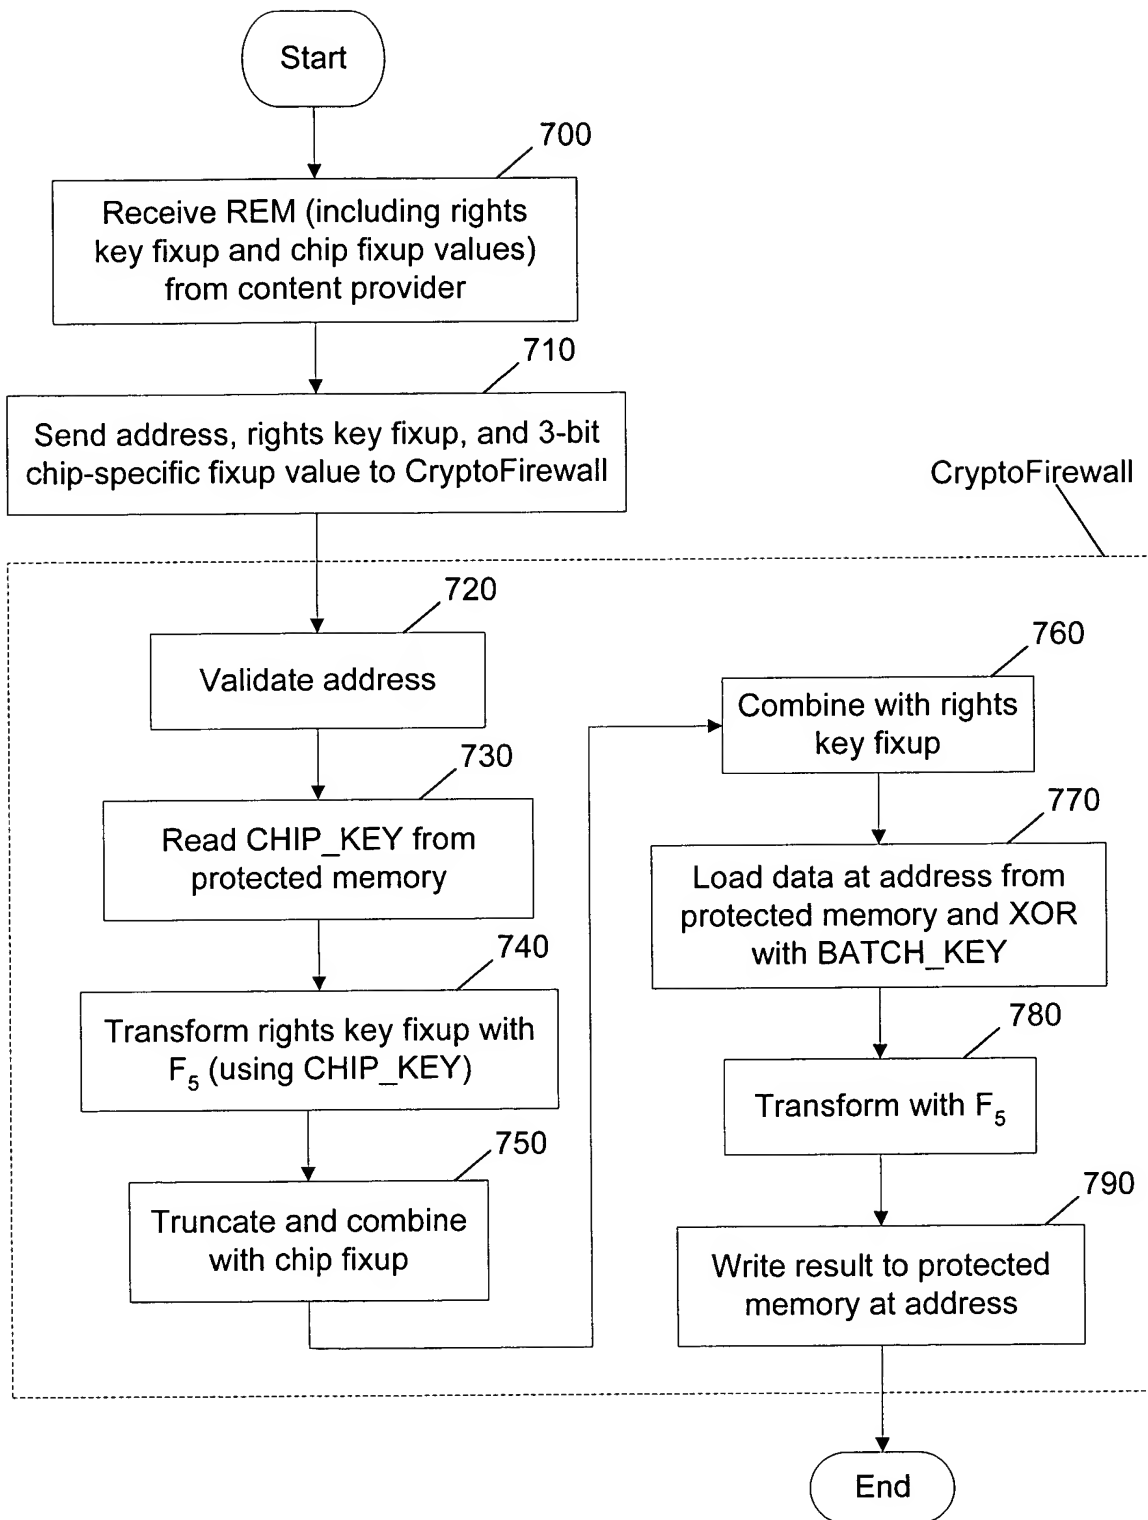 Start
700
Receive REM (including rights
key fixup and chip fixup values)
from content provider
710
Send address, rights key fixup, and 3-bit
chip-specific fixup value to CryptoFirewall
CryptoFirewall
720
Validate address
730
Read CHIP_KEY from
protected memory
740
Transform rights key fixup with
F5 (using CHIP_KEY)
750
Truncate and combine
with chip fixup
760
Combine with rights
key fixup
770
Load data at address from
protected memory and XOR
with BATCH_KEY
780
Transform with F5
790
Write result to protected
memory at address
End